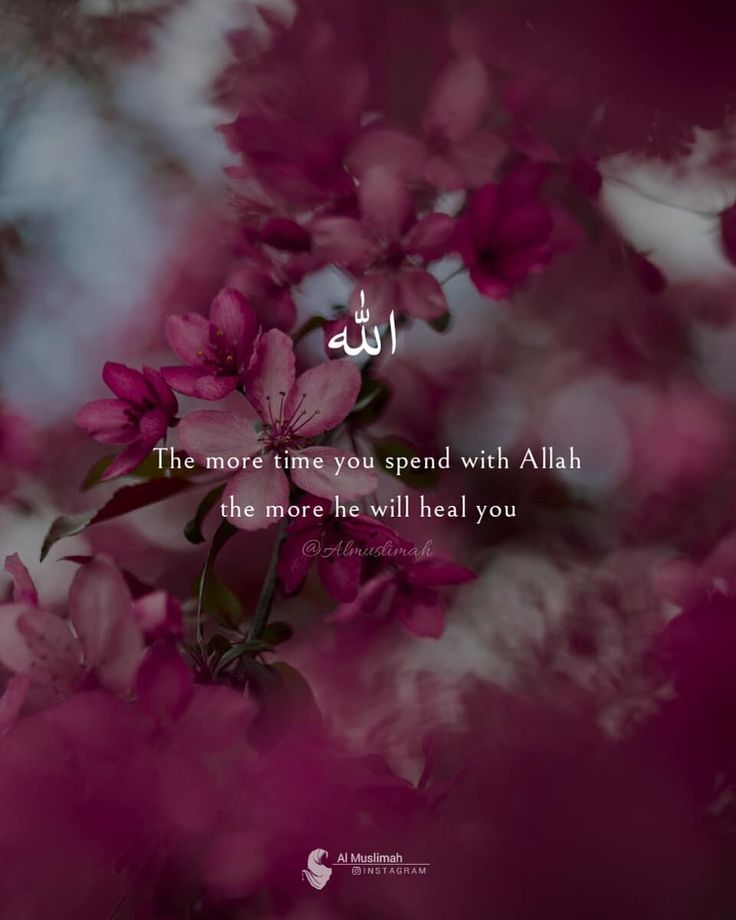 الله
The more time you spend with Allah
the more he will heal you
@Almuslimah
Al Muslimah
INSTAGRAM